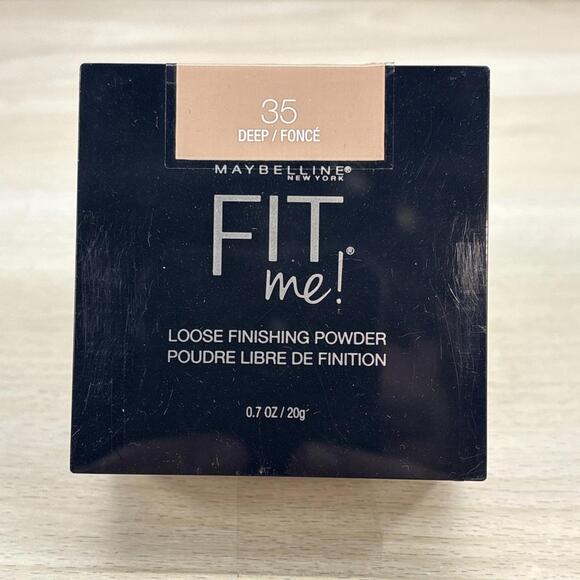 35
DEEP / FONCÉ
MAYBELLINE®
NEW YORK
FIT
me!®
LOOSE FINISHING POWDER
POUDRE LIBRE DE FINITION
0.7 OZ / 20g